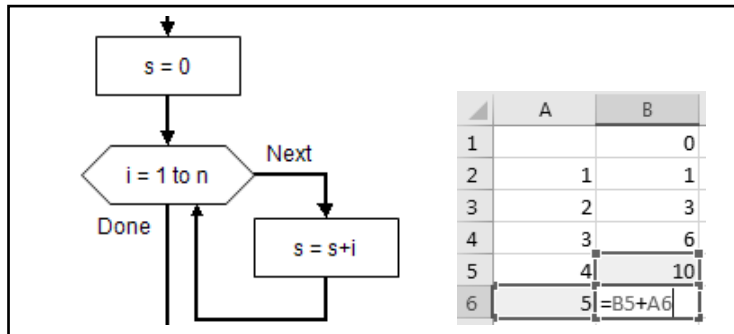 s = 0
i = 1 to n
Next
Done
s = s+i
A B
1 0
2 1 1
3 2 3
4 3 6
5 4 10
6 5 =B5+A6